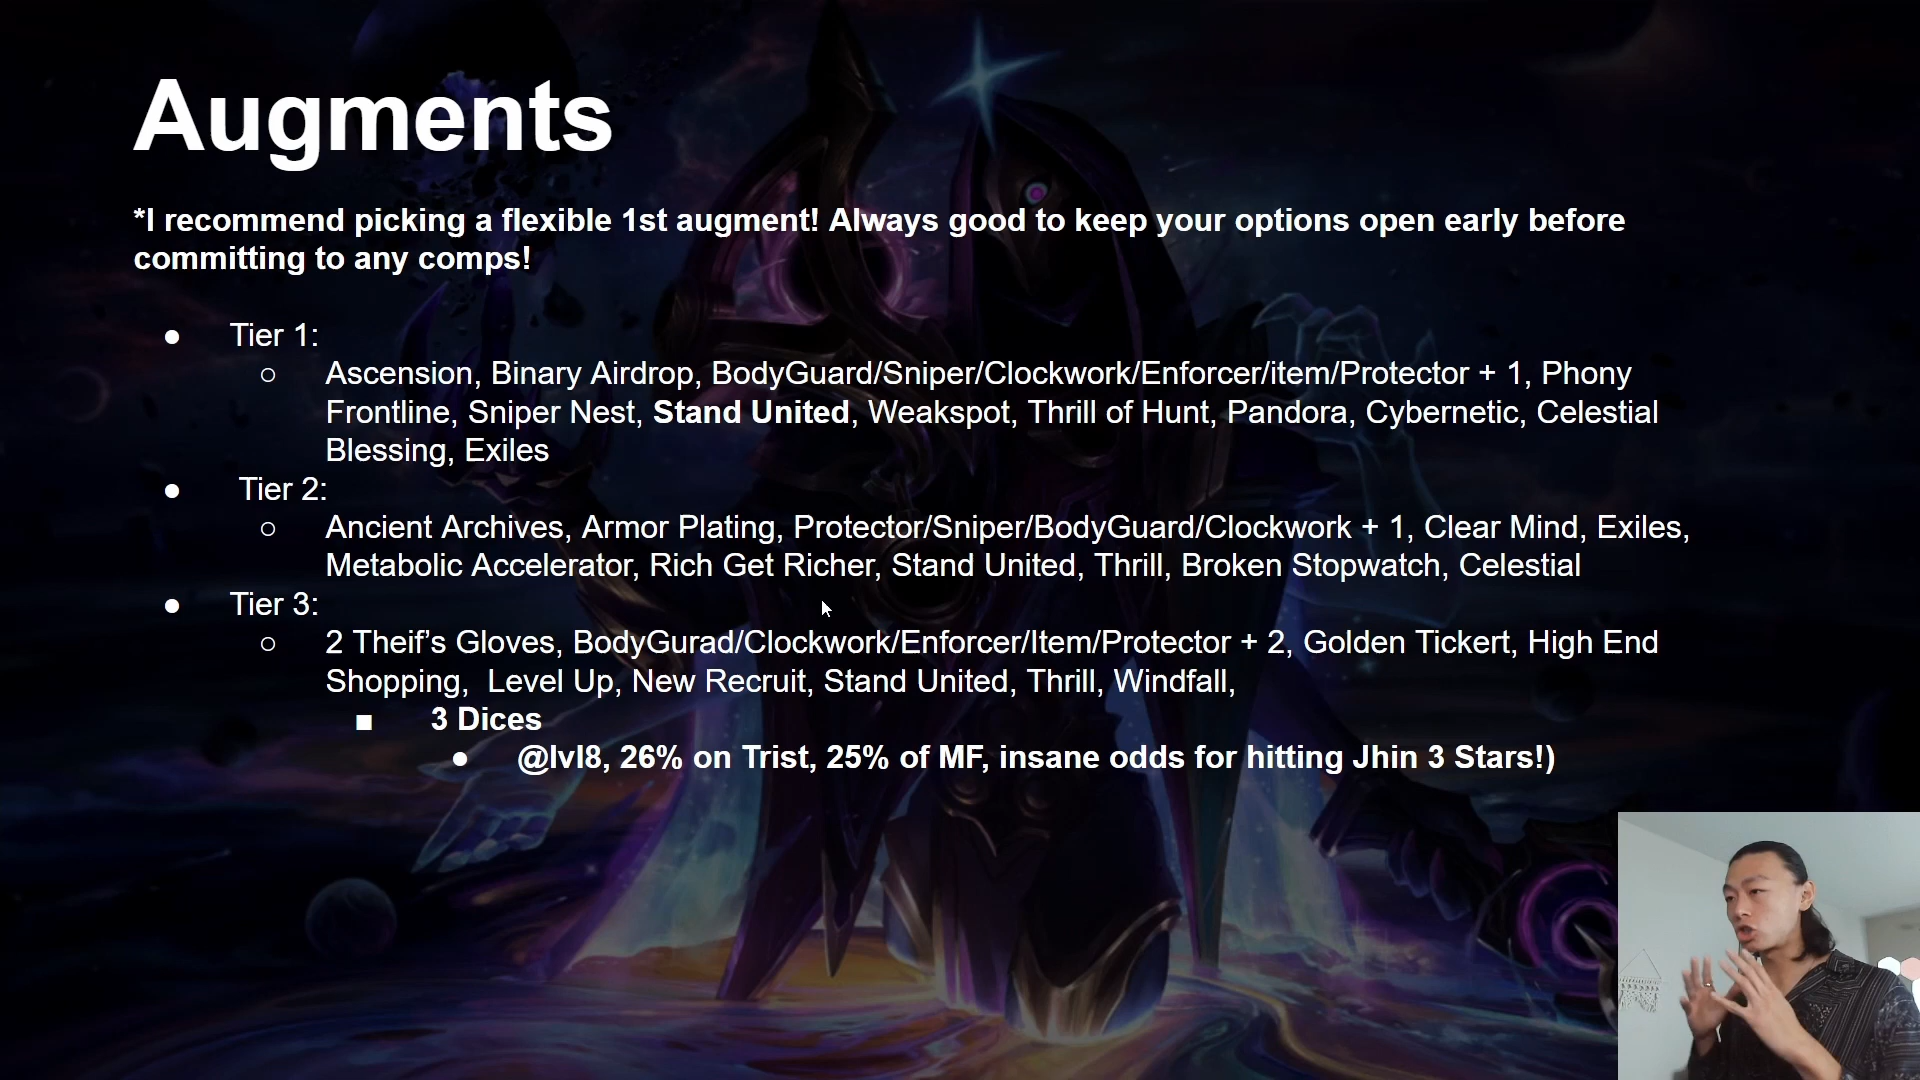 Augments
*I recommend picking a flexible 1st augment! Always good to keep your options open early before
committing to any comps!
● Tier 1:
○ Ascension, Binary Airdrop, BodyGuard/Sniper/Clockwork/Enforcer/item/Protector + 1, Phony
Frontline, Sniper Nest, Stand United, Weakspot, Thrill of Hunt, Pandora, Cybernetic, Celestial
Blessing, Exiles
● Tier 2:
○ Ancient Archives, Armor Plating, Protector/Sniper/BodyGuard/Clockwork + 1, Clear Mind, Exiles,
Metabolic Accelerator, Rich Get Richer, Stand United, Thrill, Broken Stopwatch, Celestial
● Tier 3:
○ 2 Theif’s Gloves, BodyGurad/Clockwork/Enforcer/Item/Protector + 2, Golden Tickert, High End
Shopping, Level Up, New Recruit, Stand United, Thrill, Windfall,
■ 3 Dices
● @lvl8, 26% on Trist, 25% of MF, insane odds for hitting Jhin 3 Stars!)